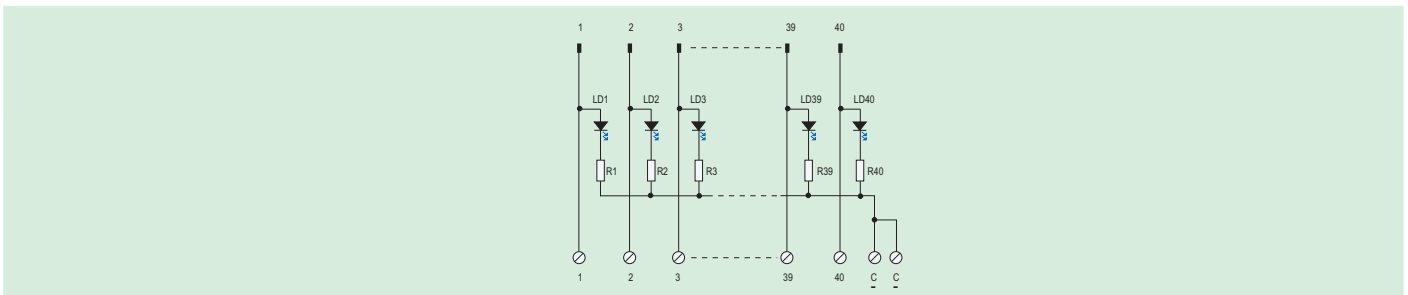 1 2 3 39 40
LD1 LD2 LD3 LD39 LD40
R1 R2 R3 R39 R40
1 2 3 39 40 C C
- -